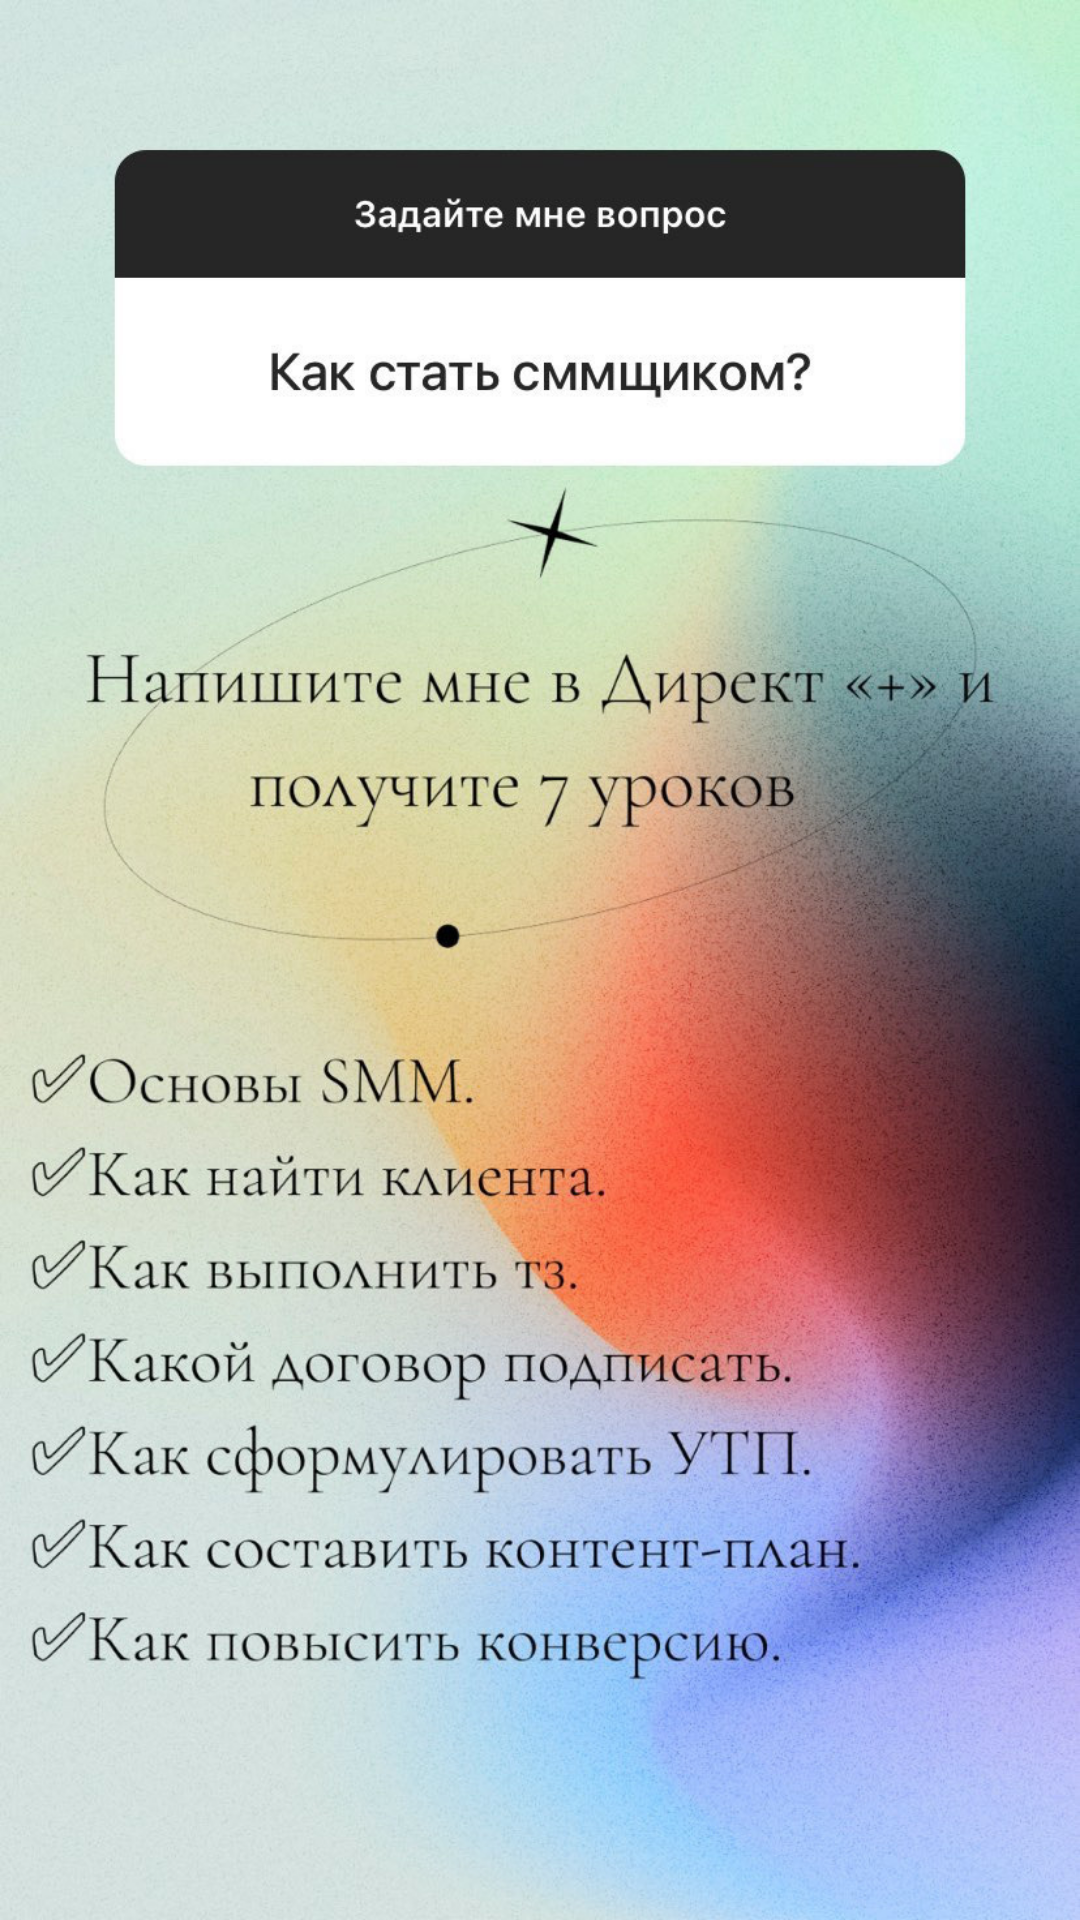 Задайте мне вопрос
Как стать сммщиком?
Напишите мне в Директ «+» и
получите 7 уроков
✅Основы SMM.
✅Как найти клиента.
✅Как выполнить тз.
✅Какой договор подписать.
✅Как сформулировать УТП.
✅Как составить контент-план.
✅Как повысить конверсию.